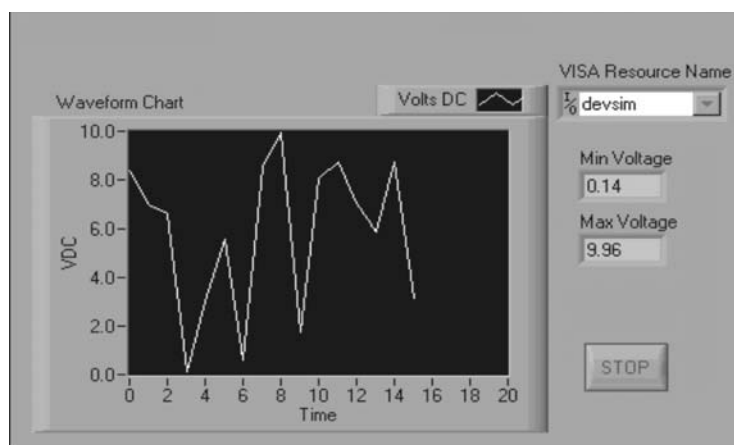 VISA Resource Name
Waveform Chart
Volts DC
I/O devsim
10.0
8.0
6.0
4.0
2.0
0.0
VDC
0 2 4 6 8 10 12 14 16 18 20
Time
Min Voltage
0.14
Max Voltage
9.96
STOP